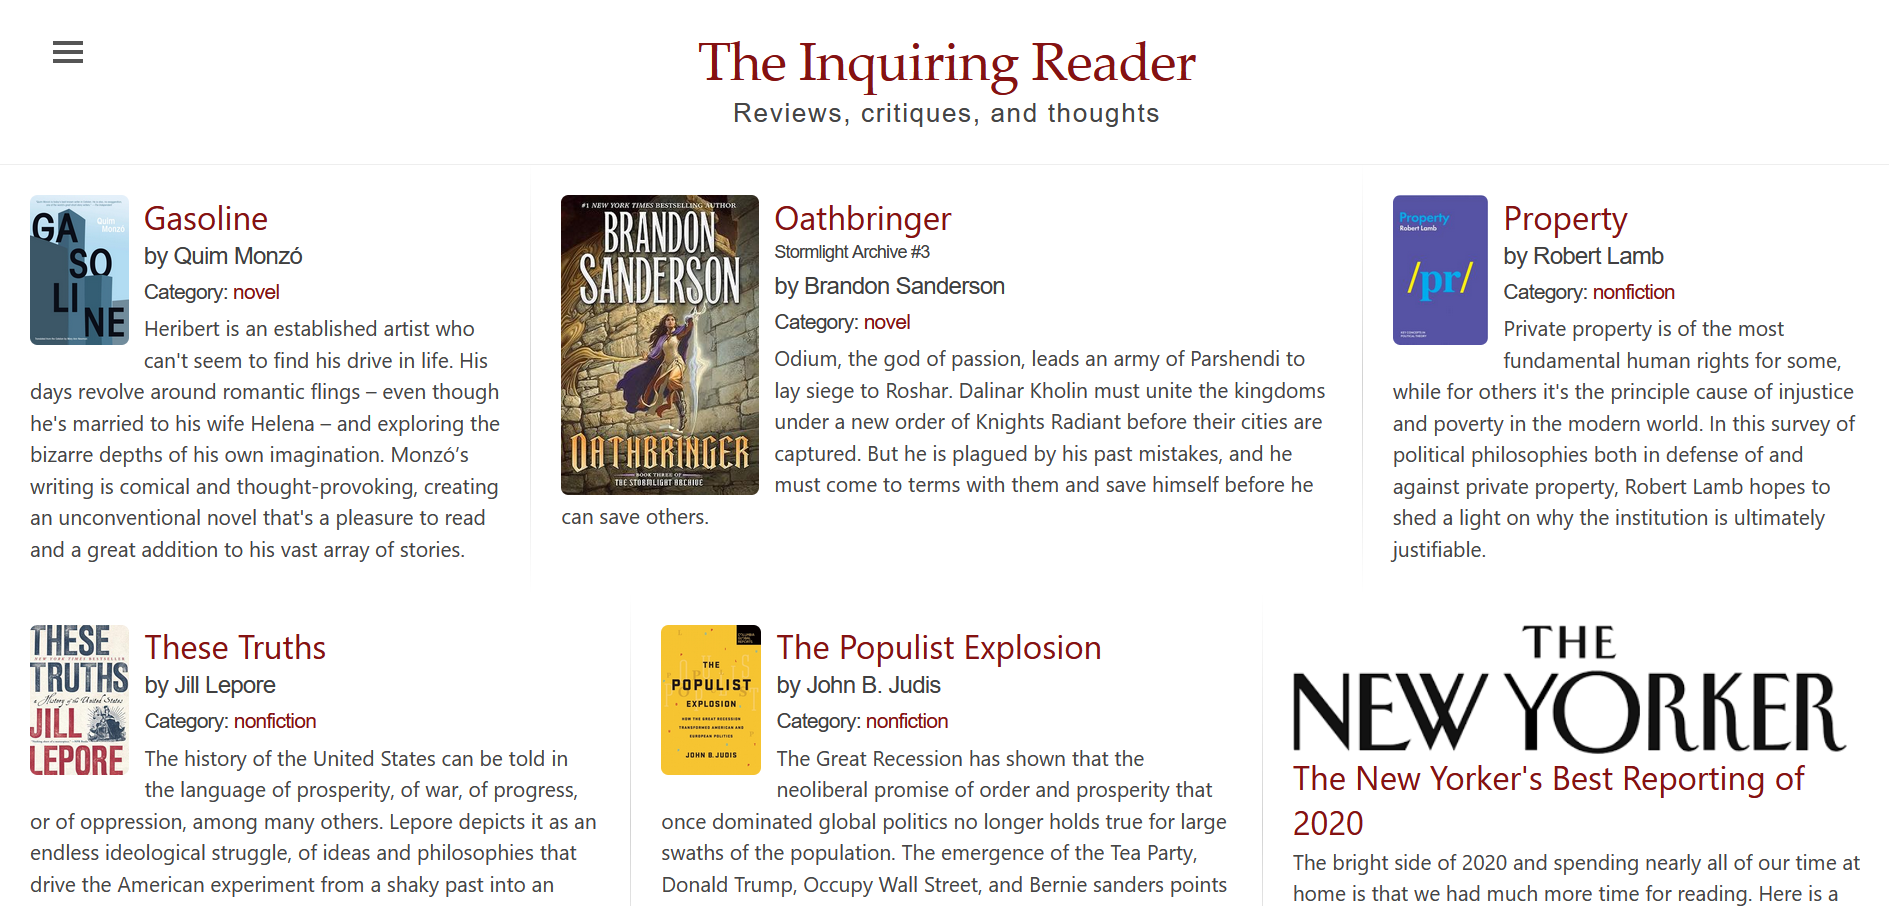 The Inquiring Reader
Reviews, critiques, and thoughts
GA
SO
LI
NE
Quim
Monzó
Gasoline
by Quim Monzó
Category: novel
Heribert is an established artist who
can't seem to find his drive in life. His
days revolve around romantic flings – even though
he's married to his wife Helena – and exploring the
bizarre depths of his own imagination. Monzó’s
writing is comical and thought-provoking, creating
an unconventional novel that's a pleasure to read
and a great addition to his vast array of stories.
#1 NEW YORK TIMES BESTSELLING AUTHOR
BRANDON
SANDERSON
OATHBRINGER
BOOK THREE OF
THE STORMLIGHT ARCHIVE
Oathbringer
Stormlight Archive #3
by Brandon Sanderson
Category: novel
Odium, the god of passion, leads an army of Parshendi to
lay siege to Roshar. Dalinar Kholin must unite the kingdoms
under a new order of Knights Radiant before their cities are
captured. But he is plagued by his past mistakes, and he
must come to terms with them and save himself before he
can save others.
Property
Robert Lamb
/pr/
Property
by Robert Lamb
Category: nonfiction
Private property is of the most
fundamental human rights for some,
while for others it's the principle cause of injustice
and poverty in the modern world. In this survey of
political philosophies both in defense of and
against private property, Robert Lamb hopes to
shed a light on why the institution is ultimately
justifiable.
THESE
NEW YORK TIMES BESTSELLER
TRUTHS
a History of the United States
JILL
LEPORE
These Truths
by Jill Lepore
Category: nonfiction
The history of the United States can be told in
the language of prosperity, of war, of progress,
or of oppression, among many others. Lepore depicts it as an
endless ideological struggle, of ideas and philosophies that
drive the American experiment from a shaky past into an
COLUMBIA
GLOBAL
REPORTS
THE
POPULIST
EXPLOSION
HOW THE GREAT RECESSION
TRANSFORMED AMERICAN AND
EUROPEAN POLITICS
JOHN B. JUDIS
The Populist Explosion
by John B. Judis
Category: nonfiction
The Great Recession has shown that the
neoliberal promise of order and prosperity that
once dominated global politics no longer holds true for large
swaths of the population. The emergence of the Tea Party,
Donald Trump, Occupy Wall Street, and Bernie sanders points
THE
NEW YORKER
The New Yorker's Best Reporting of
2020
The bright side of 2020 and spending nearly all of our time at
home is that we had much more time for reading. Here is a